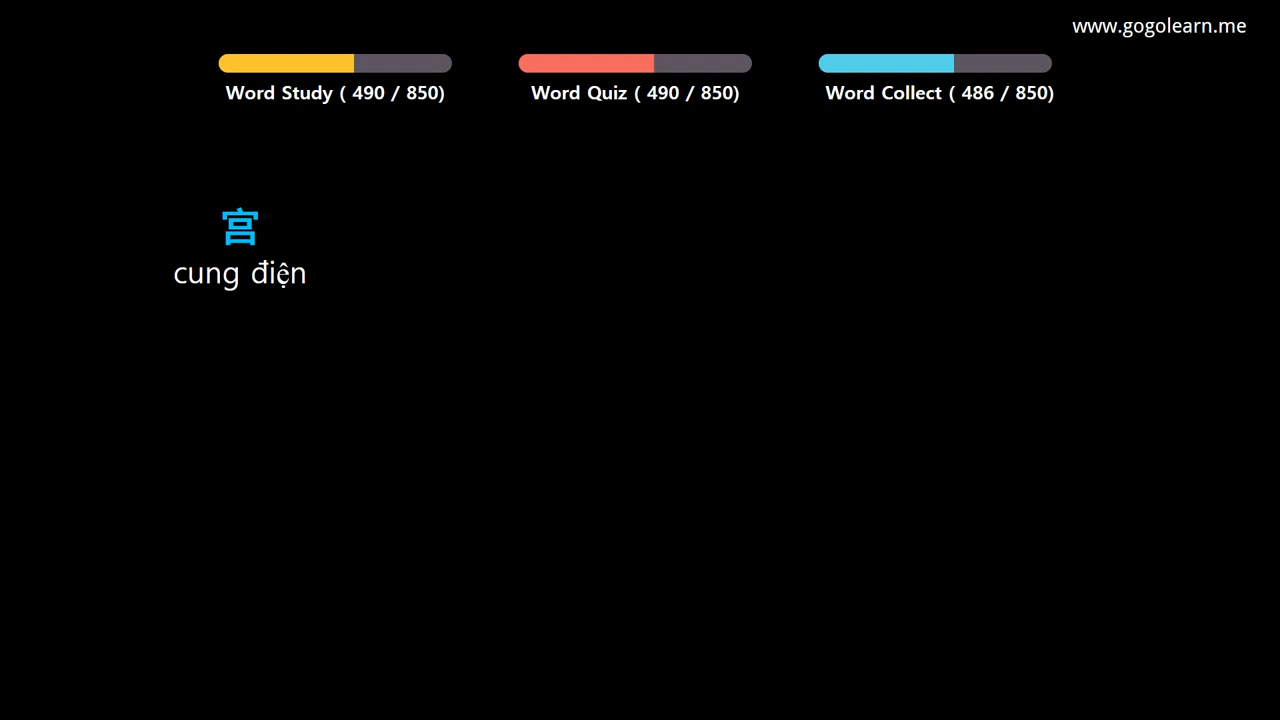 www.gogolearn.me
Word Study ( 490 / 850)
Word Quiz ( 490 / 850)
Word Collect ( 486 / 850)
宫
cung điện